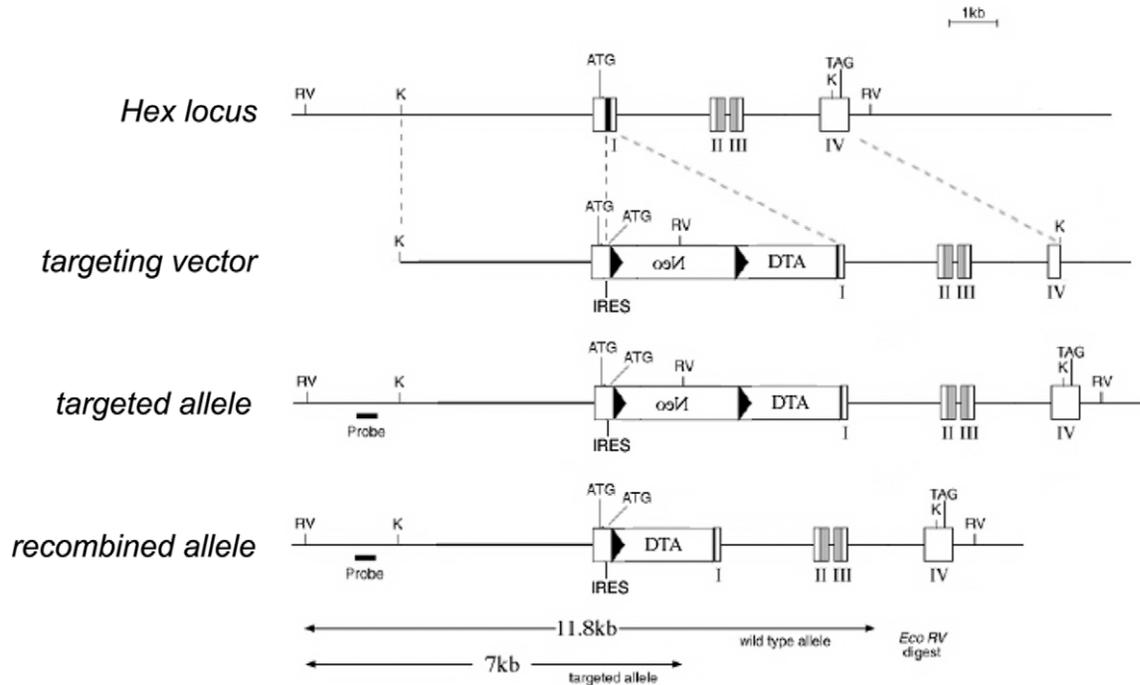 1kb
ATG
TAG
RV
K
K
RV
Hex locus
I
II
III
IV
ATG
ATG
RV
K
K
targeting vector
Neo
DTA
IRES
I
II
III
IV
ATG
ATG
RV
TAG
RV
K
K
RV
targeted allele
Neo
DTA
Probe
IRES
I
II
III
IV
ATG
ATG
TAG
RV
K
K
RV
recombined allele
DTA
Probe
IRES
I
II
III
IV
11.8kb
wild type allele
Eco RV
digest
7kb
targeted allele